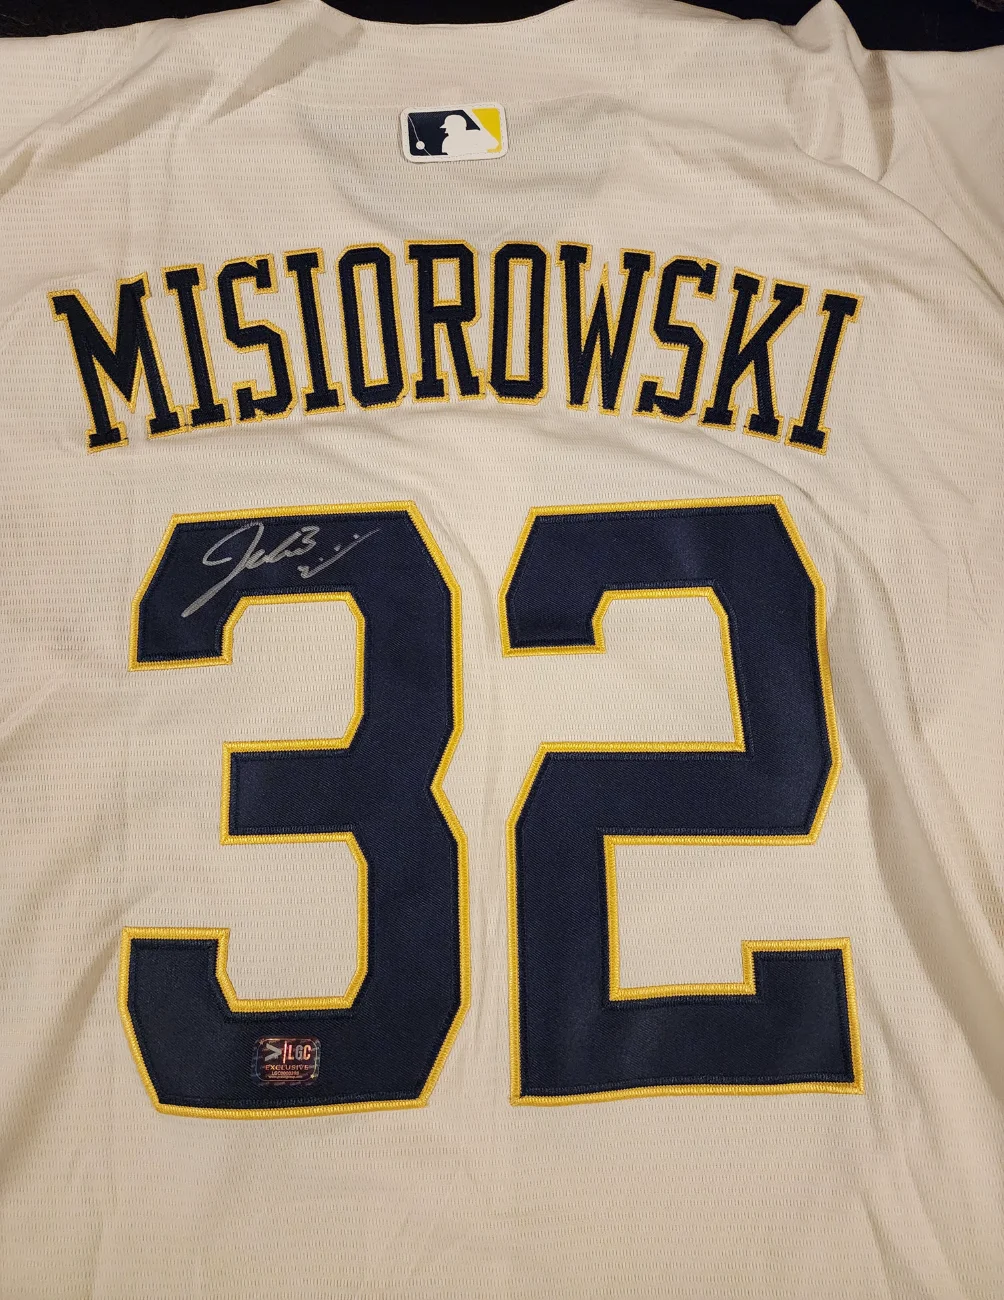 MISIOROWSKI
32
LGC
EXCLUSIVE